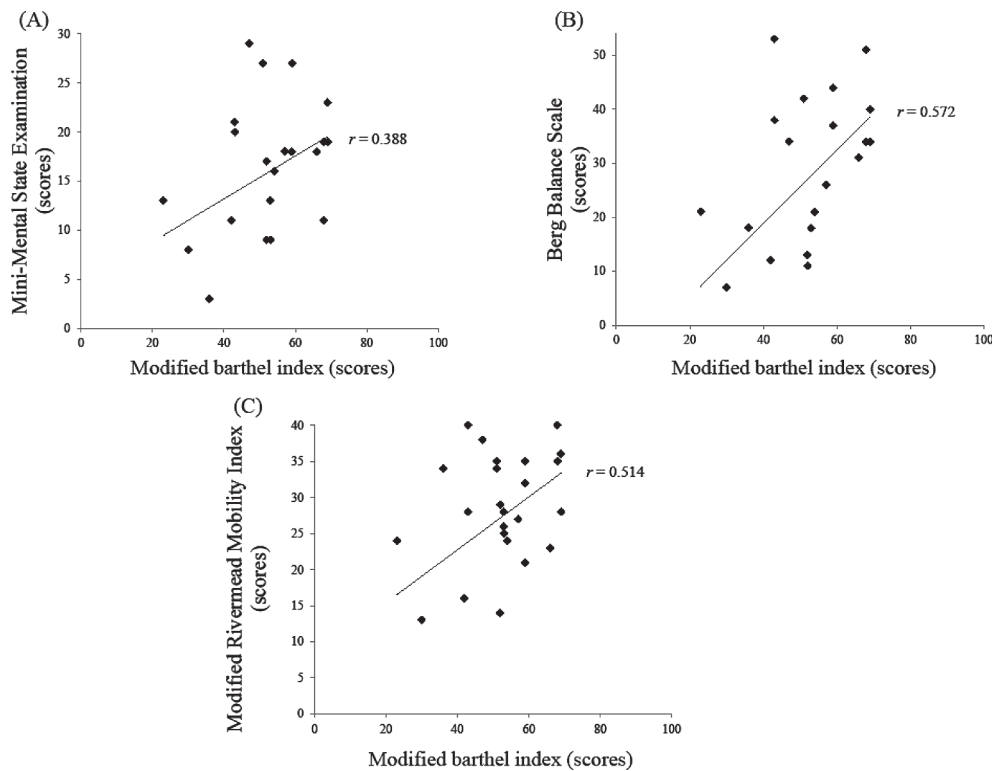 (A)
Mini-Mental State Examination
(scores)
30
25
20
15
10
5
0
0 20 40 60 80 100
r = 0.388
Modified barthel index (scores)
(B)
Berg Balance Scale
(scores)
50
40
30
20
10
0
0 20 40 60 80 100
r = 0.572
Modified barthel index (scores)
(C)
Modified Rivermead Mobility Index
(scores)
40
35
30
25
20
15
10
5
0
0 20 40 60 80 100
r = 0.514
Modified barthel index (scores)